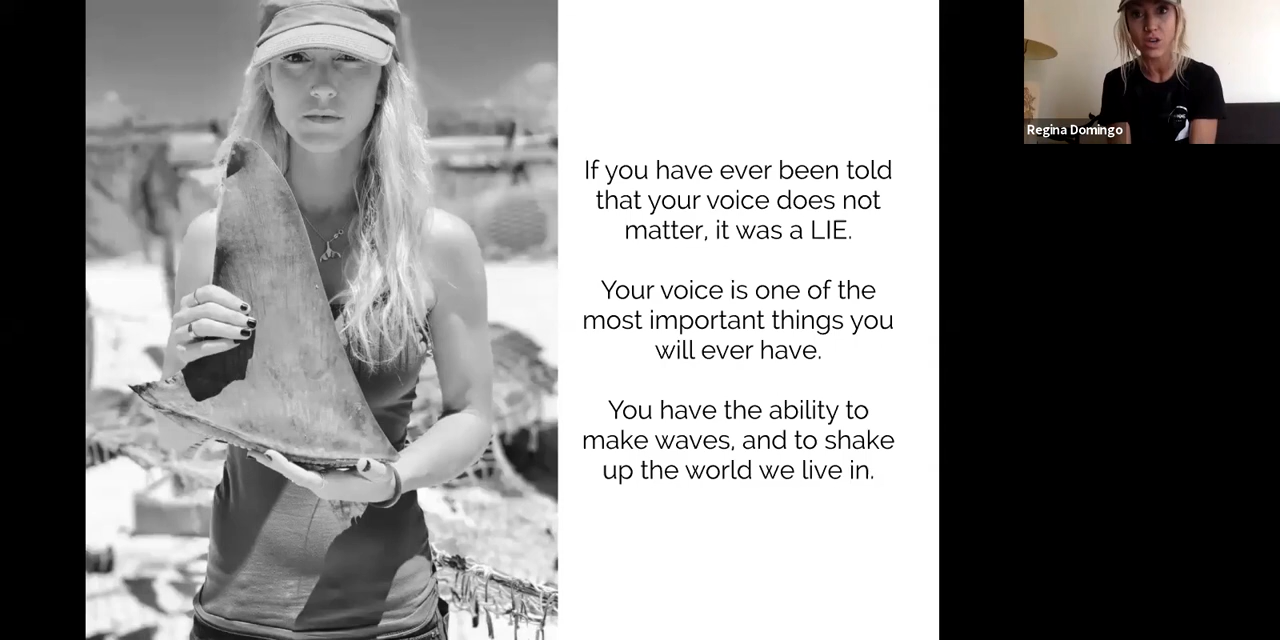 If you have ever been told
that your voice does not
matter, it was a LIE.
Your voice is one of the
most important things you
will ever have.
You have the ability to
make waves, and to shake
up the world we live in.
Regina Domingo